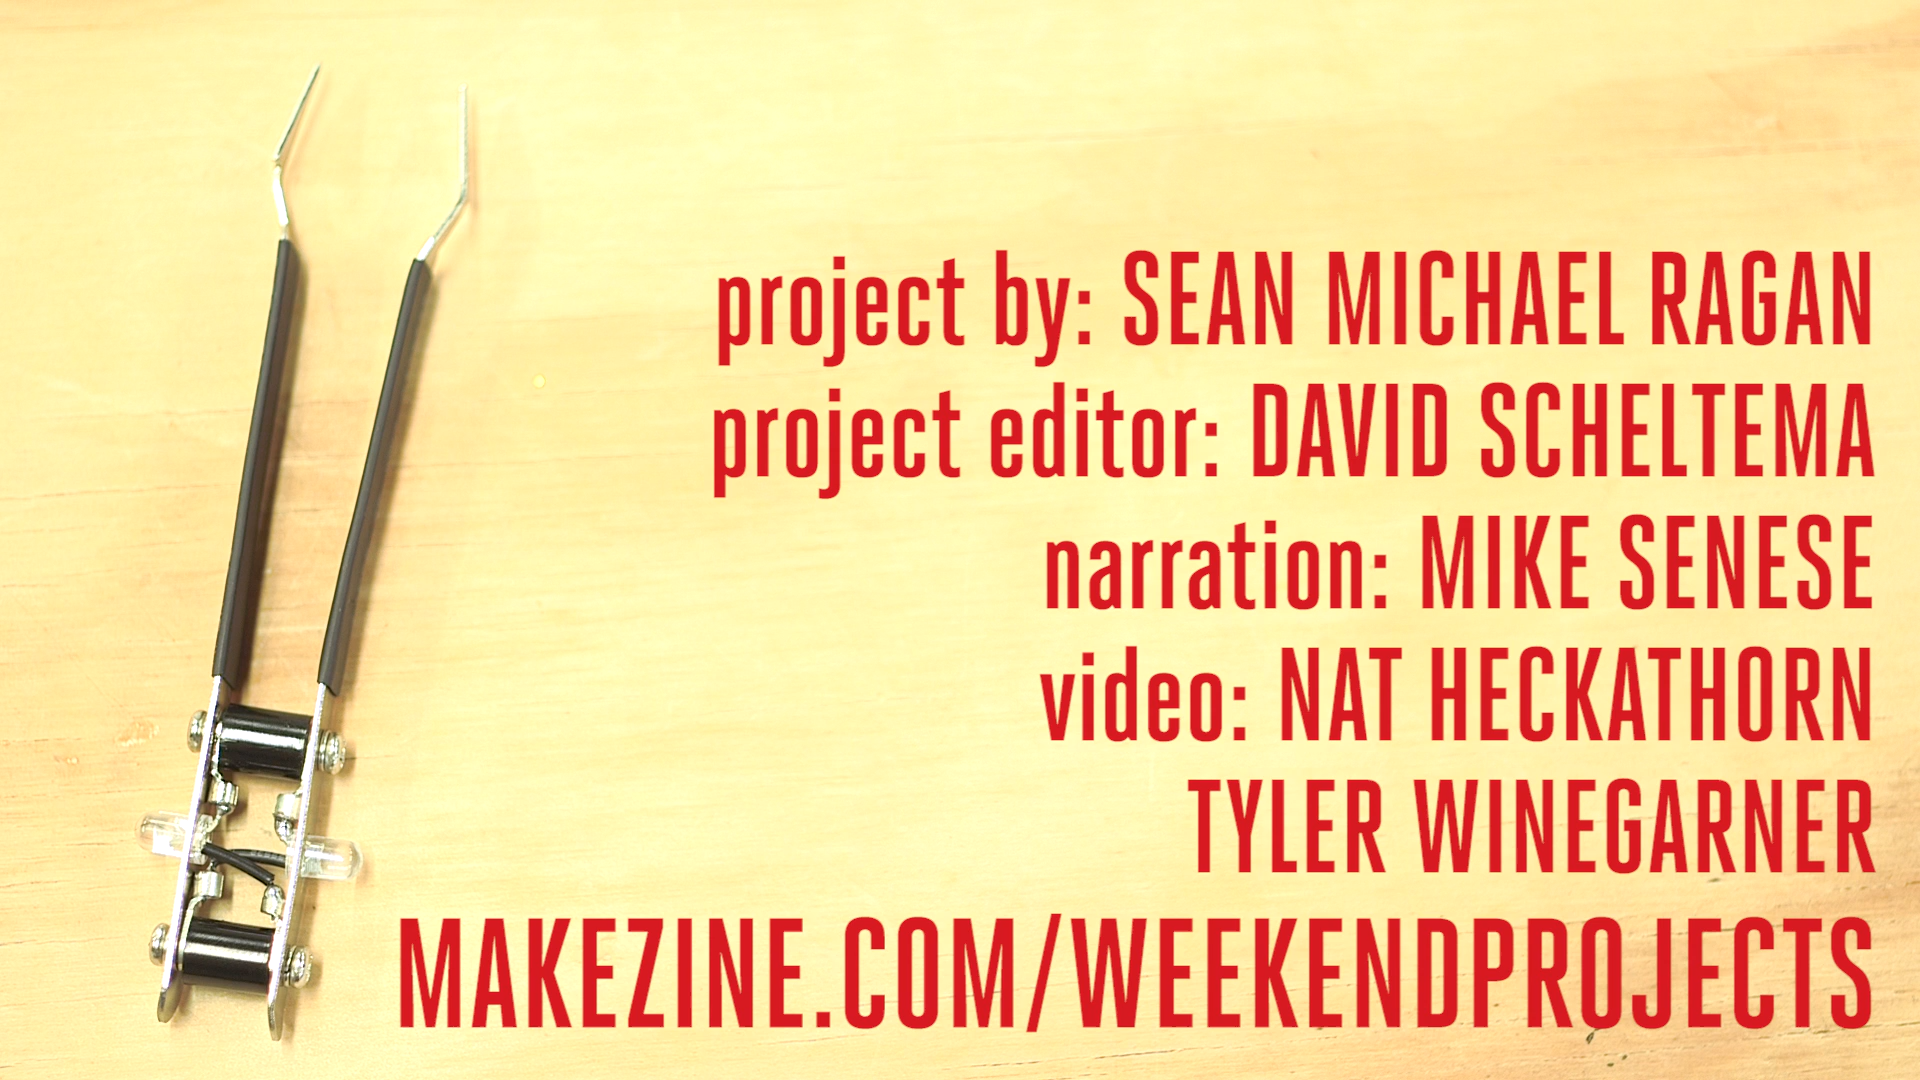 project by: SEAN MICHAEL RAGAN
project editor: DAVID SCHELTEMA
narration: MIKE SENESE
video: NAT HECKATHORN
TYLER WINEGARNER
MAKEZINE.COM/WEEKENDPROJECTS